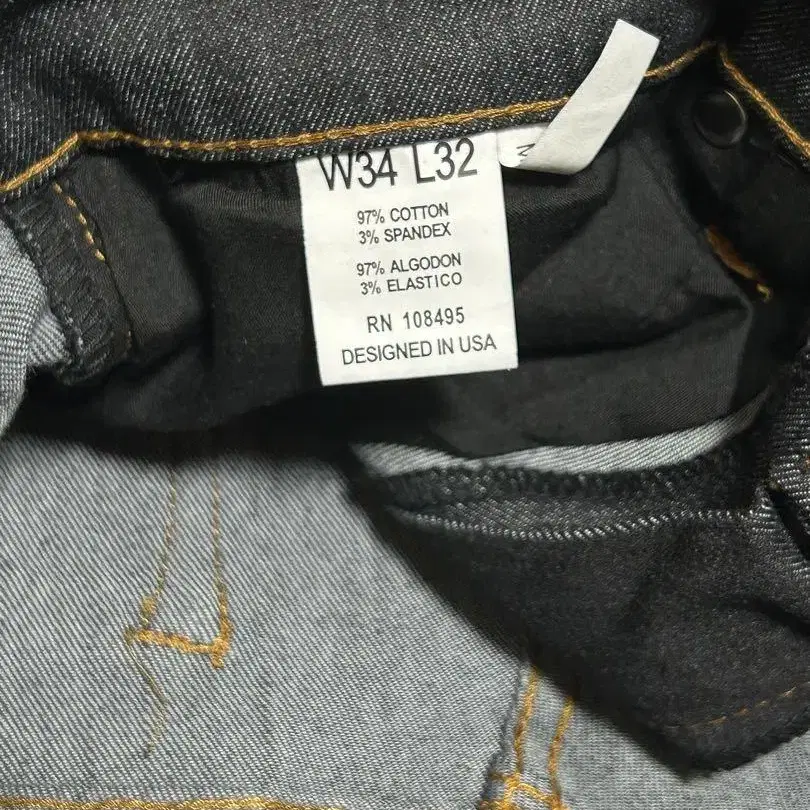 W34 L32
97% COTTON
3% SPANDEX
97% ALGODON
3% ELASTICO
RN 108495
DESIGNED IN USA